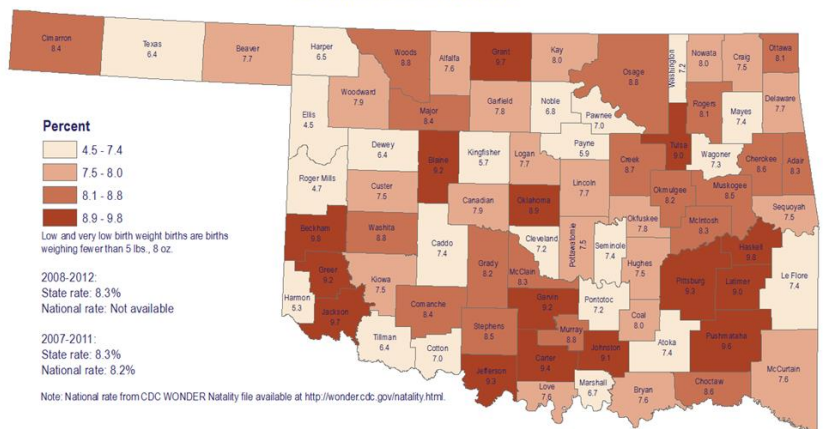 Cimarron
8.4
Texas
6.4
Beaver
7.7
Harper
6.5
Woods
8.8
Alfalfa
7.6
Grant
9.7
Kay
8.0
Osage
8.8
Washington
7.2
Nowata
8.0
Craig
7.5
Ottawa
8.1
Ellis
4.5
Woodward
7.9
Major
8.4
Garfield
7.8
Noble
6.8
Pawnee
7.0
Rogers
8.1
Mayes
7.4
Delaware
7.7
Percent
4.5 - 7.4
7.5 - 8.0
8.1 - 8.8
8.9 - 9.8
Low and very low birth weight births are births
weighing fewer than 5 lbs., 8 oz.
2008-2012:
State rate: 8.3%
National rate: Not available
2007-2011:
State rate: 8.3%
National rate: 8.2%
Roger Mills
4.7
Dewey
6.4
Blaine
9.3
Kingfisher
5.7
Logan
7.7
Payne
5.9
Creek
8.7
Tulsa
9.0
Wagoner
7.3
Cherokee
8.6
Adair
8.3
Custer
7.5
Canadian
7.9
Oklahoma
8.9
Lincoln
7.7
Okmulgee
8.2
Muskogee
8.5
Sequoyah
7.5
Beckham
Washita
8.8
Caddo
7.4
Grady
8.2
McClain
8.3
Cleveland
7.2
Pottawatomie
7.5
Seminole
7.4
Okfuskee
7.8
McIntosh
8.3
Haskell
9.8
Greer
9.2
Kiowa
7.5
Hughes
7.5
Pittsburg
9.3
Latimer
9.0
Le Flore
7.4
Harmon
5.3
Jackson
9.7
Comanche
8.4
Garvin
9.2
Pontotoc
7.2
Coal
8.0
Tillman
6.4
Cotton
7.0
Stephens
8.5
Murray
8.8
Johnston
9.1
Atoka
7.4
Pushmataha
9.6
McCurtain
7.6
Jefferson
9.3
Carter
9.4
Love
7.6
Marshall
6.7
Bryan
7.6
Choctaw
8.6
Note: National rate from CDC WONDER Natality file available at http://wonder.cdc.gov/natality.html.